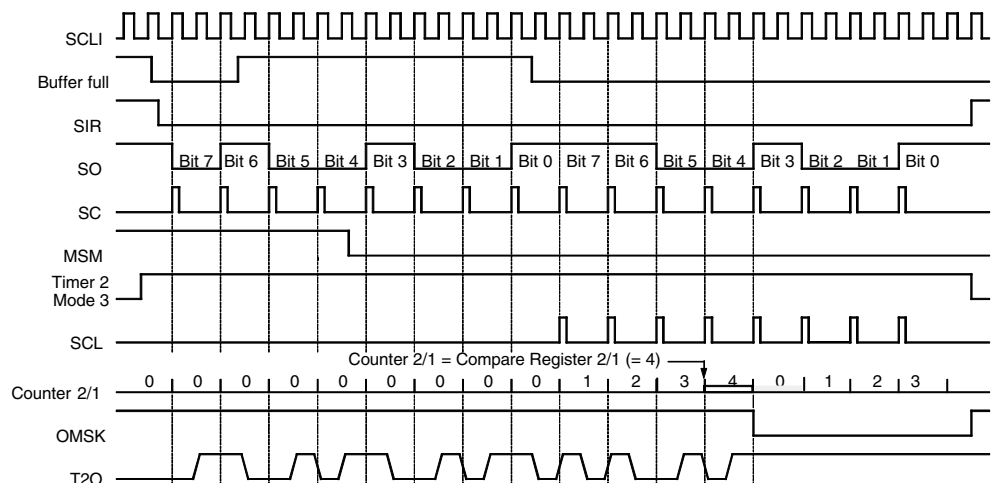 SCLI
Buffer full
SIR
SO
Bit 7 Bit 6 Bit 5 Bit 4 Bit 3 Bit 2 Bit 1 Bit 0 Bit 7 Bit 6 Bit 5 Bit 4 Bit 3 Bit 2 Bit 1 Bit 0
SC
MSM
Timer 2
Mode 3
SCL
Counter 2/1 = Compare Register 2/1 (= 4)
Counter 2/1
0 0 0 0 0 0 0 0 0 1 2 3 4 0 1 2 3
OMSK
T2O